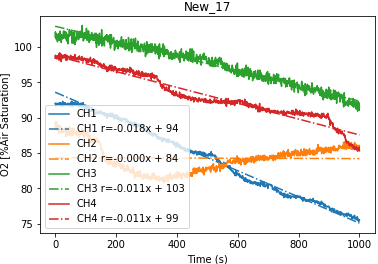 New_17
O2 [%Air Saturation]
100
95
90
85
80
75
CH1
CH1 r=-0.018x + 94
CH2
CH2 r=-0.000x + 84
CH3
CH3 r=-0.011x + 103
CH4
CH4 r=-0.011x + 99
0
200
400
600
800
1000
Time (s)